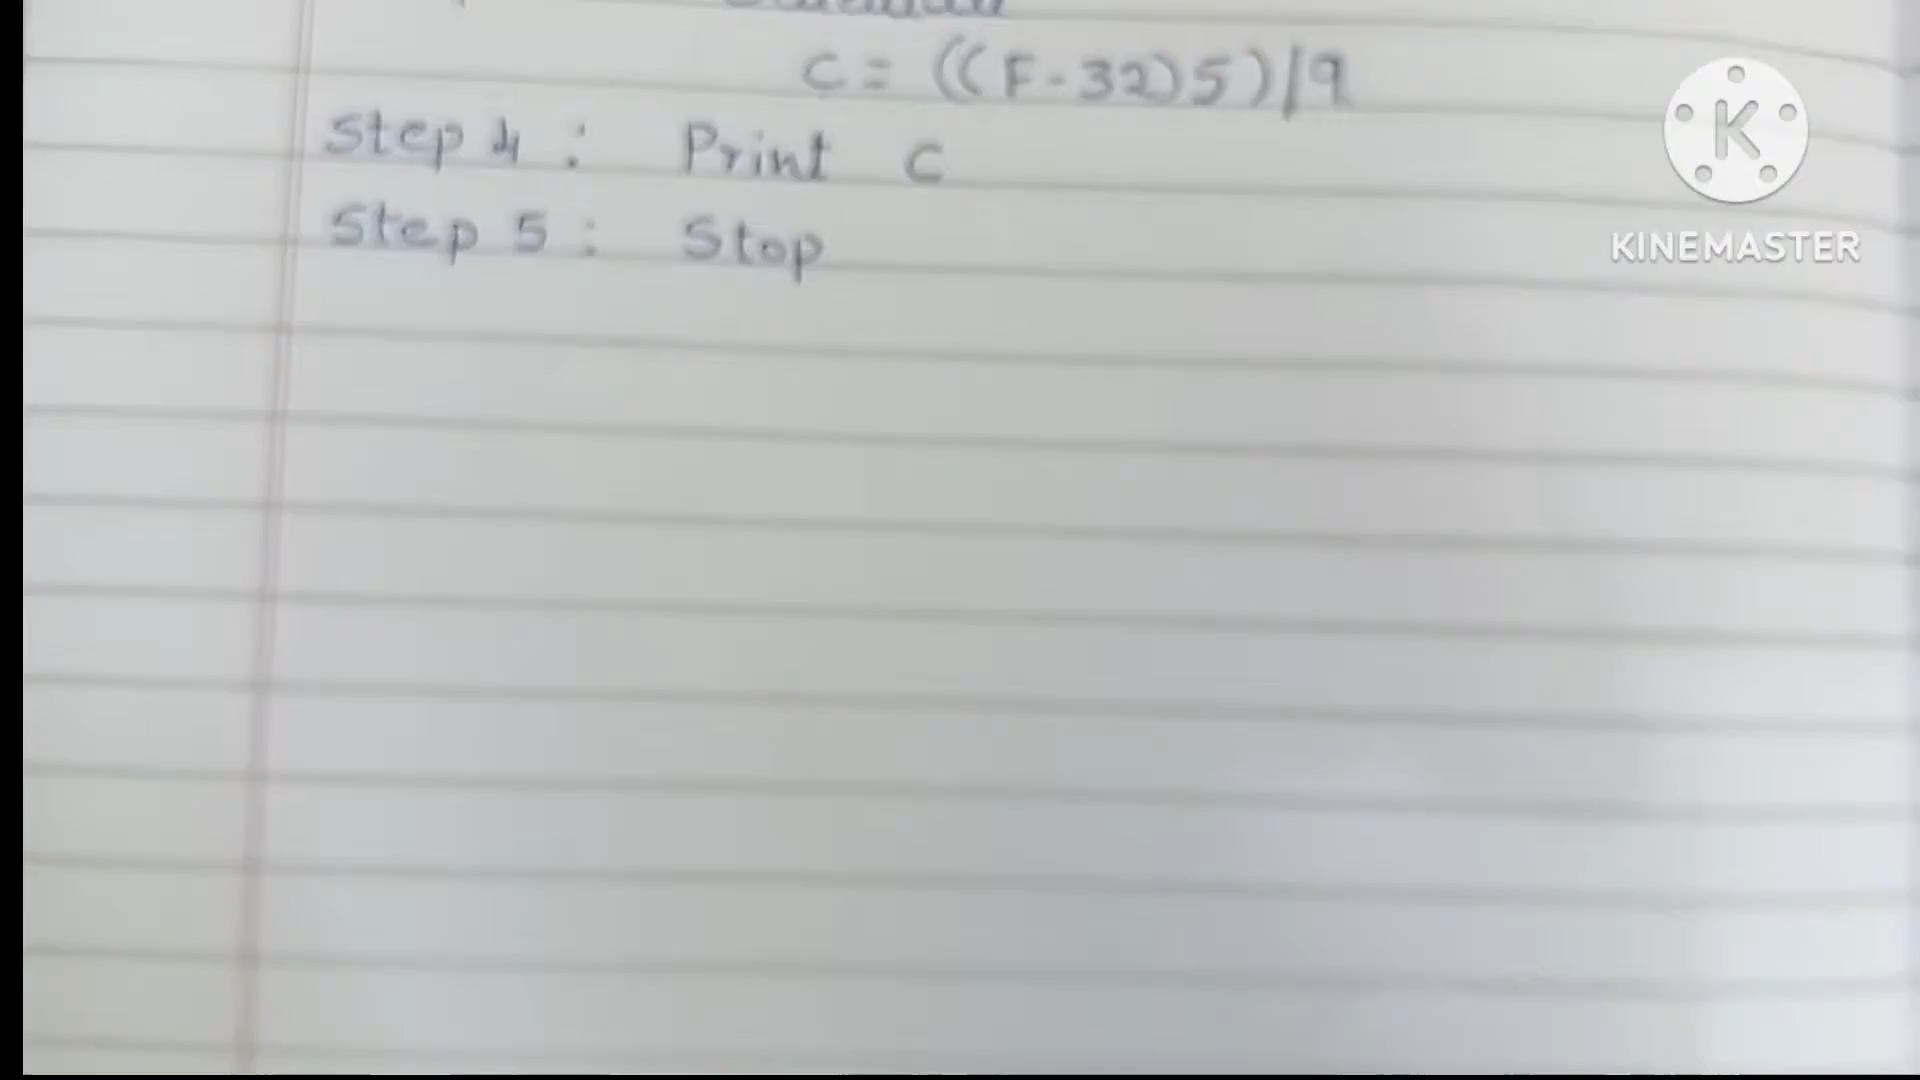 C = ((F-32)5)/9
Step 4 : Print C
Step 5 : Stop
KINEMASTER